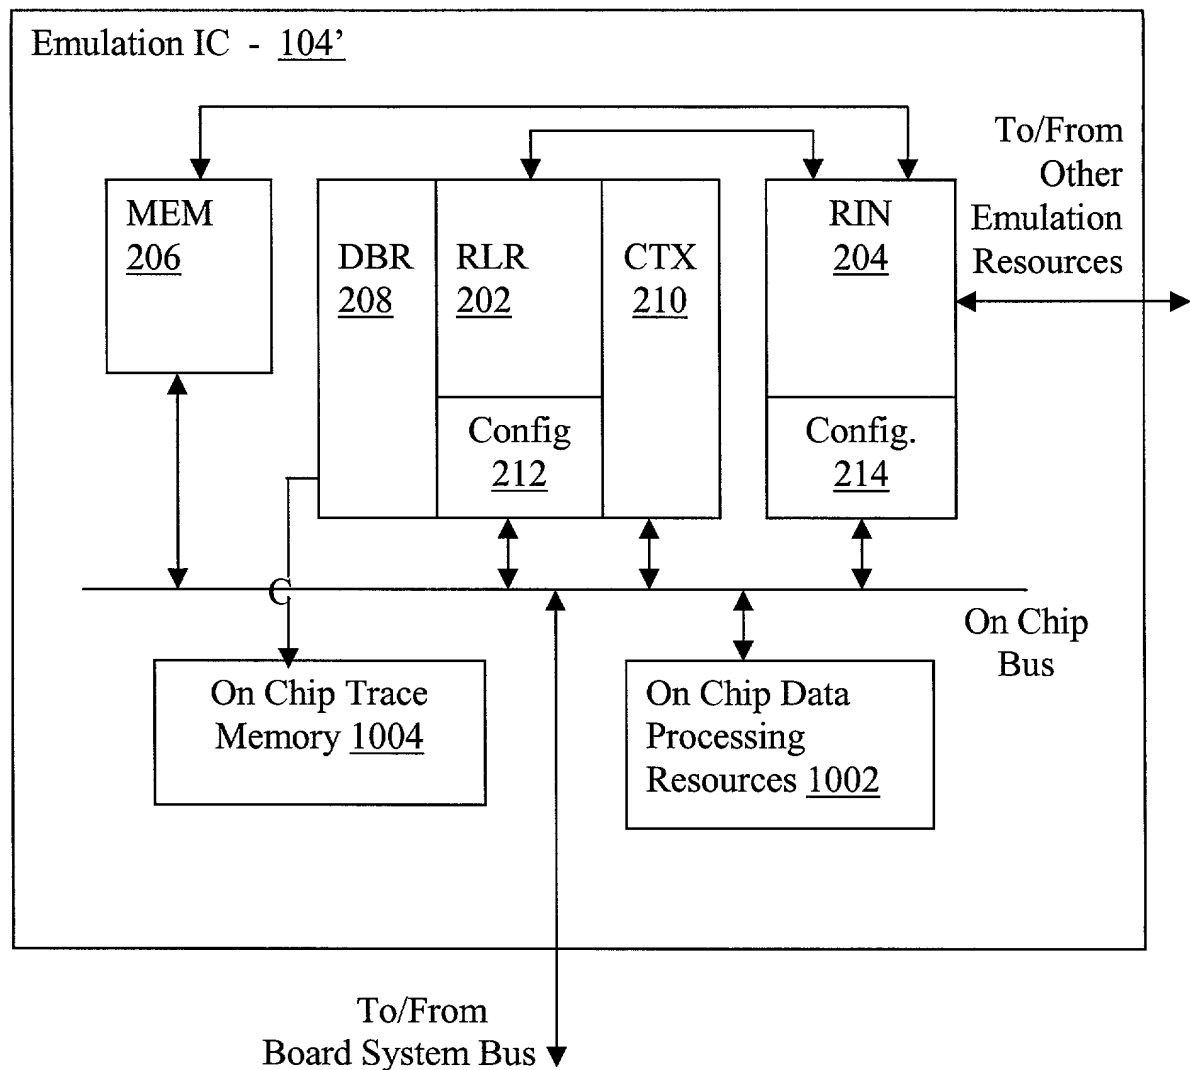 Emulation IC - 104’
To/From
Other
Emulation
Resources
MEM
206
DBR
208
RLR
202
CTX
210
RIN
204
Config
212
Config.
214
C
On Chip
Bus
On Chip Trace
Memory 1004
On Chip Data
Processing
Resources 1002
To/From
Board System Bus